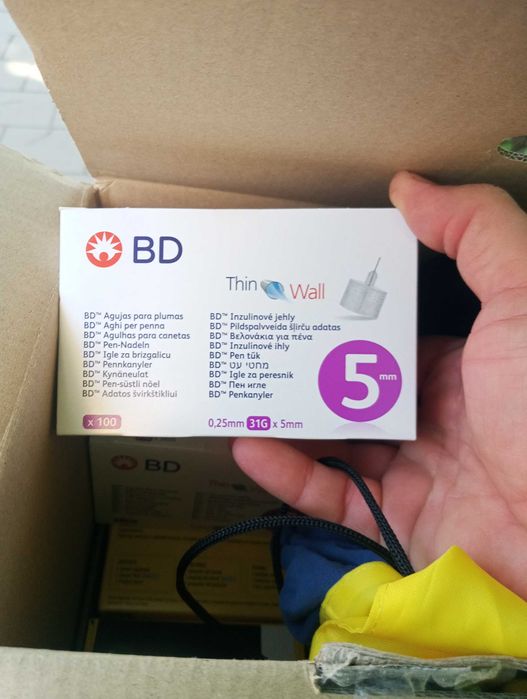 BD
Thin Wall
BD™ Agujas para plumas
BD™ Aghi per penna
BD™ Agulhas para canetas
BD™ Pen-Nadeln
BD™ Igle za brizgalicu
BD™ Pennkanyler
BD™ Kynäneulat
BD™ Pen-süstli nõel
BD™ Adatos švirkštikliui
BD™ Inzulínové jehly
BD™ Pildspalvveida šļirču adatas
BD™ Βελονάκια για πένα
BD™ Inzulínové ihly
BD™ Pen tűk
BD™ מחטי עט
BD™ Igle za peresnik
BD™ Пен игле
BD™ Penkanyler
5mm
x 100
0,25mm 31G x 5mm
BD
Thin